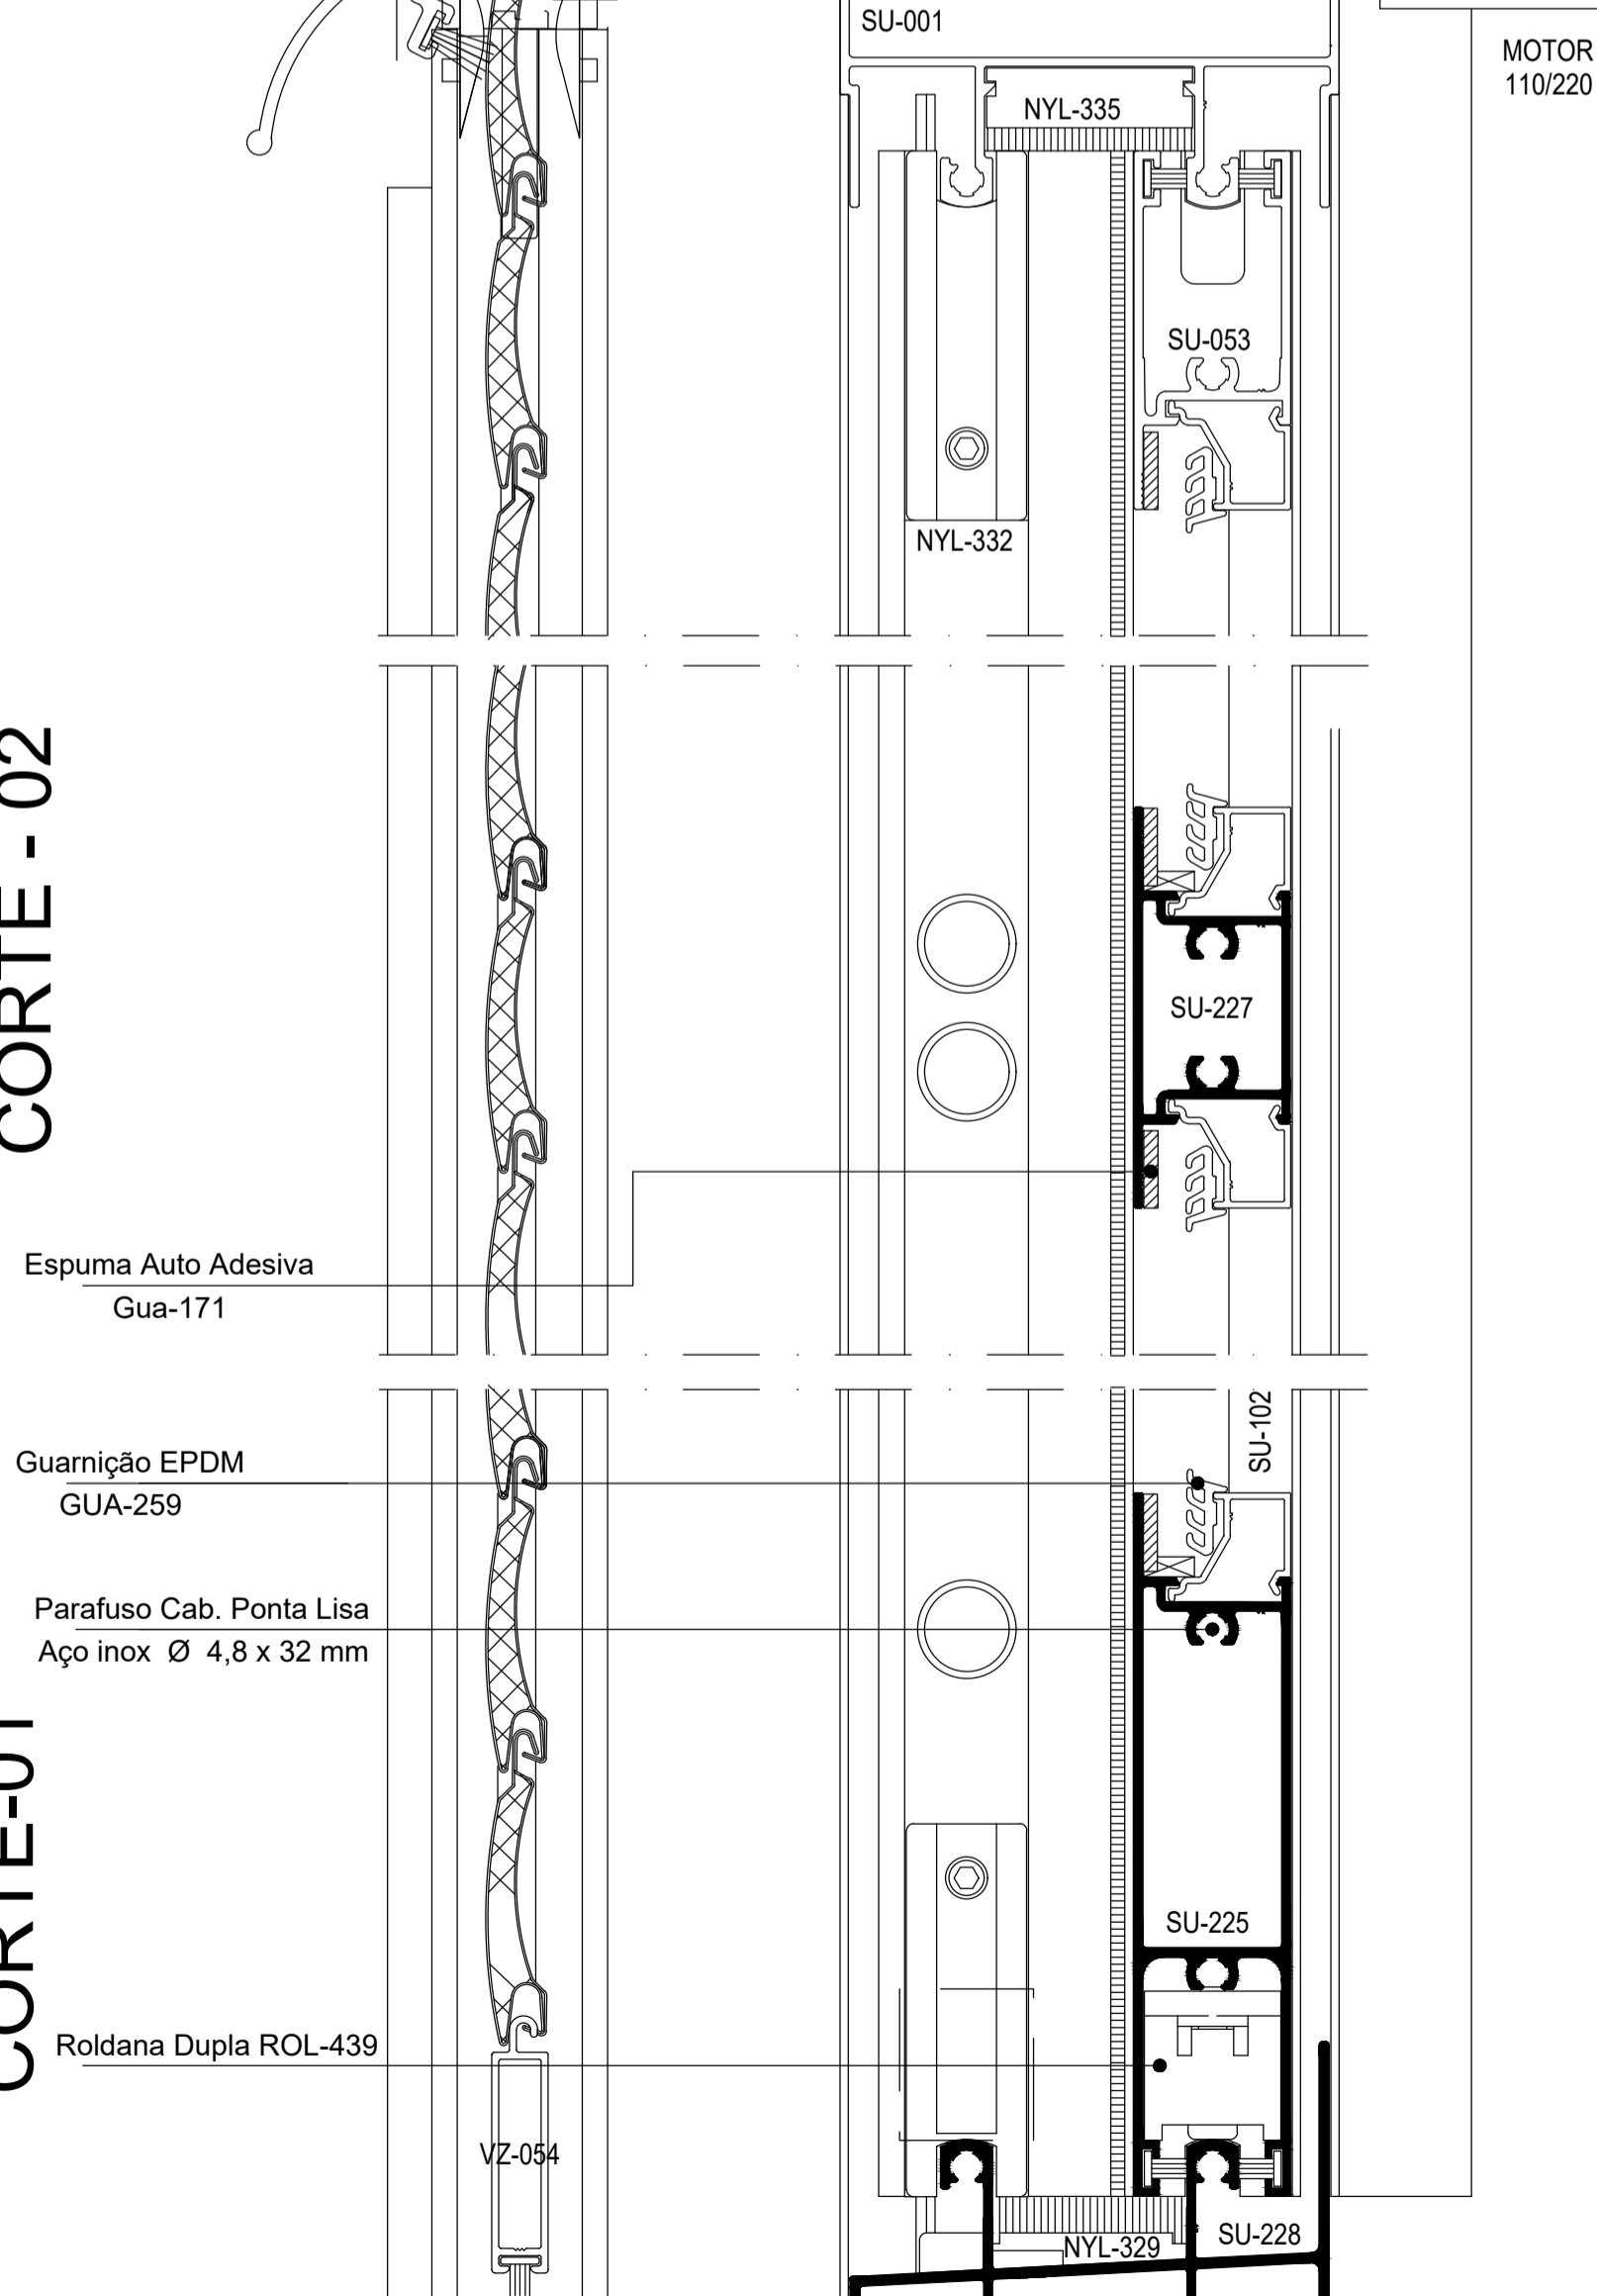 SU-001
MOTOR
110/220
NYL-335
SU-053
NYL-332
CORTE - 02
SU-227
Espuma Auto Adesiva
Gua-171
SU-102
Guarnição EPDM
GUA-259
Parafuso Cab. Ponta Lisa
Aço inox Ø 4,8 x 32 mm
CORTE-01
SU-225
Roldana Dupla ROL-439
VZ-054
SU-228
NYL-329